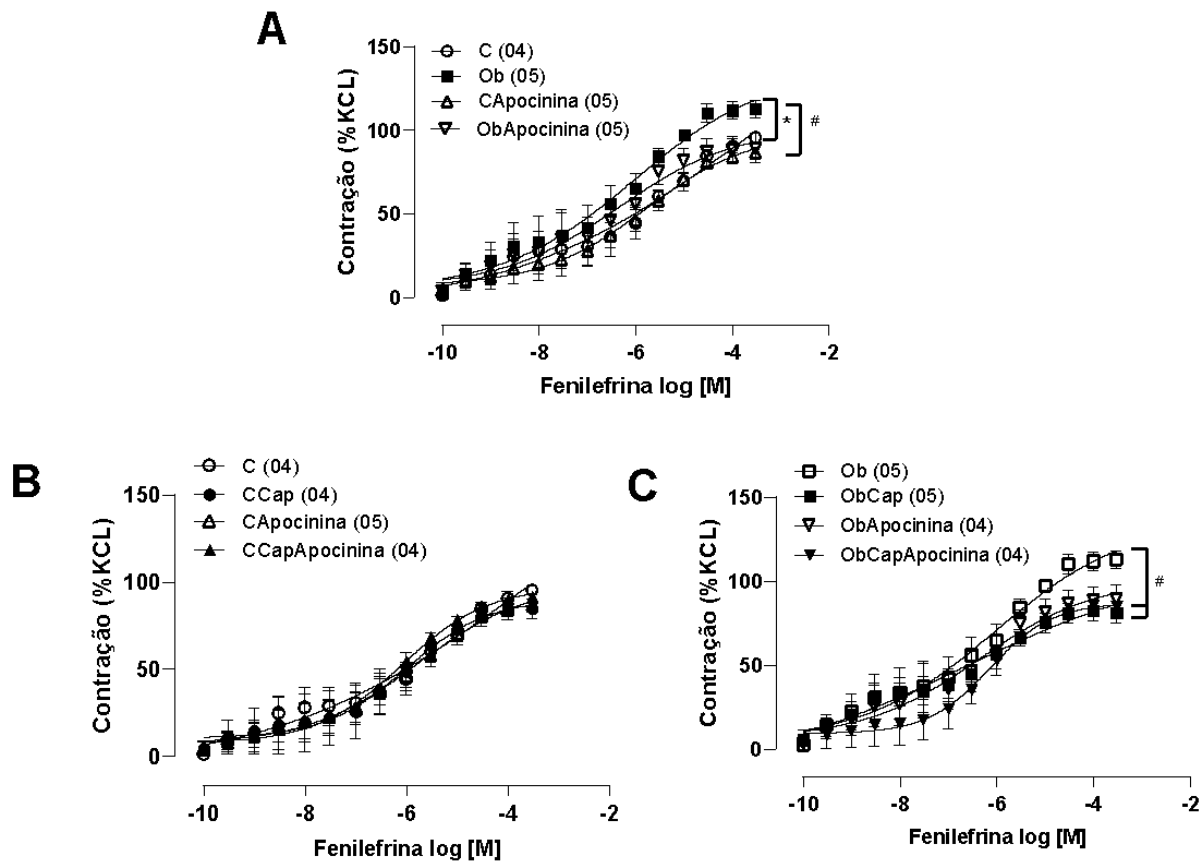 A
C (04)
Ob (05)
CApocinina (05)
ObApocinina (05)
150
100
50
0
Contração (%KCL)
* #
-10 -8 -6 -4 -2
Fenilefrina log [M]
B
C (04)
CCap (04)
CApocinina (05)
CCapApocinina (04)
150
100
50
0
Contração (%KCL)
-10 -8 -6 -4 -2
Fenilefrina log [M]
C
Ob (05)
ObCap (05)
ObApocinina (04)
ObCapApocinina (04)
150
100
50
0
Contração (%KCL)
#
-10 -8 -6 -4 -2
Fenilefrina log [M]